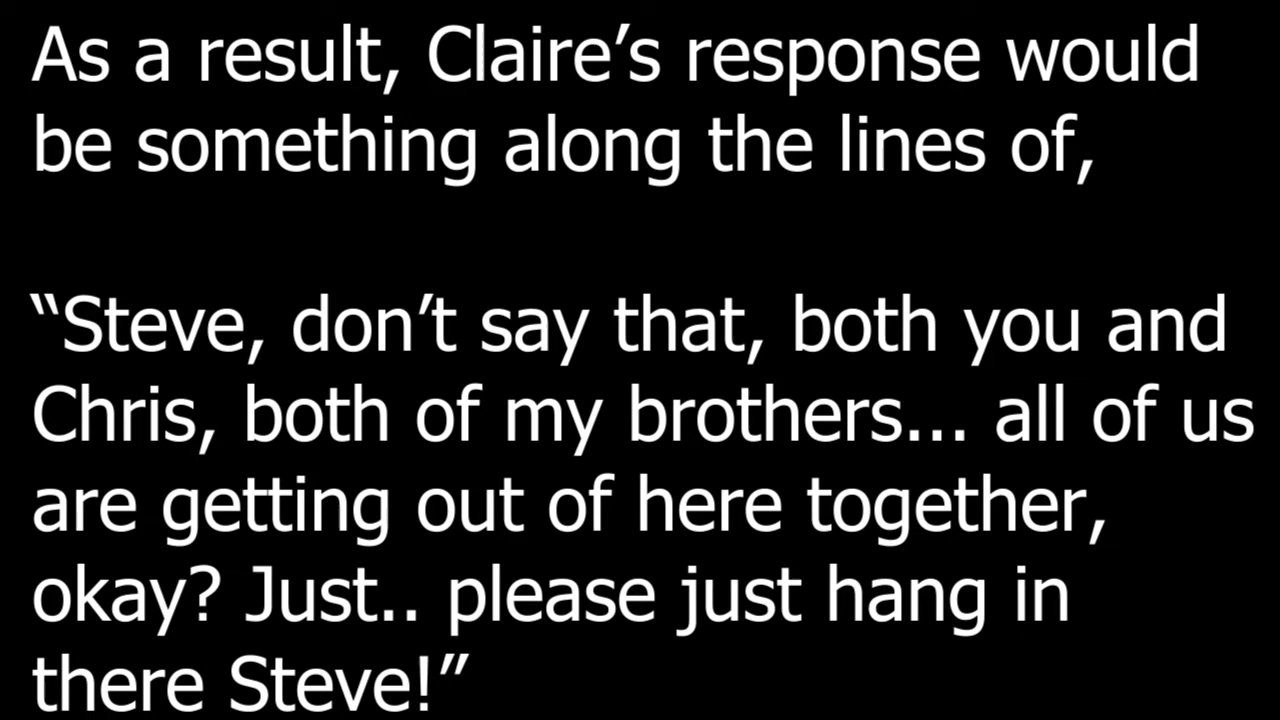 As a result, Claire’s response would
be something along the lines of,
“Steve, don’t say that, both you and
Chris, both of my brothers... all of us
are getting out of here together,
okay? Just.. please just hang in
there Steve!”